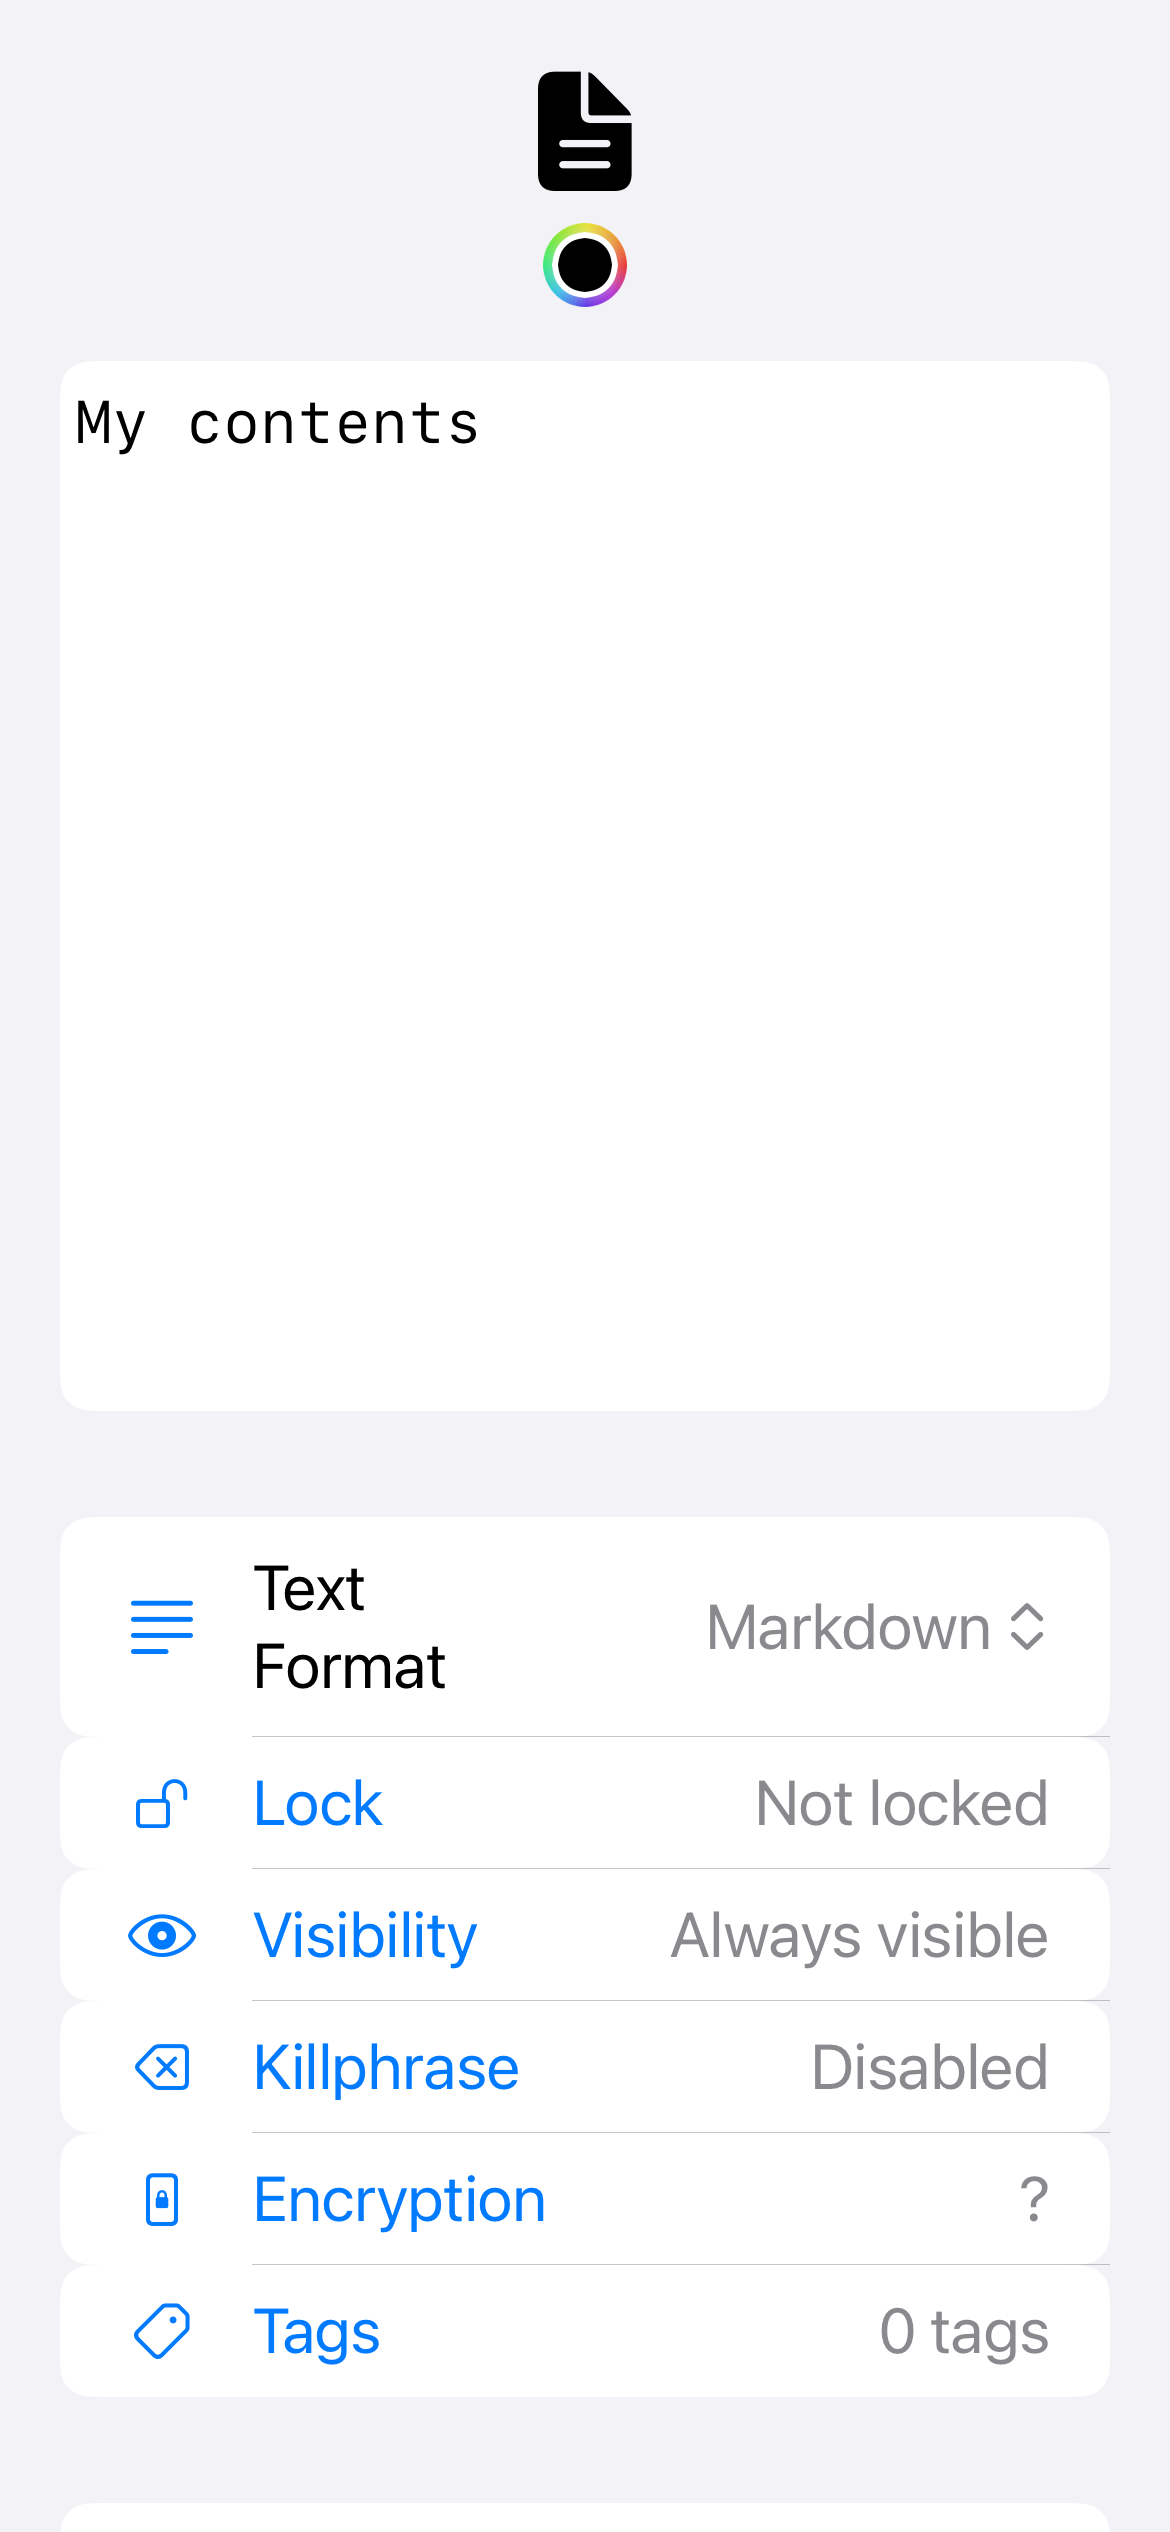 My contents
Text
Format
Markdown
Lock
Not locked
Visibility
Always visible
Killphrase
Disabled
Encryption
?
Tags
0 tags